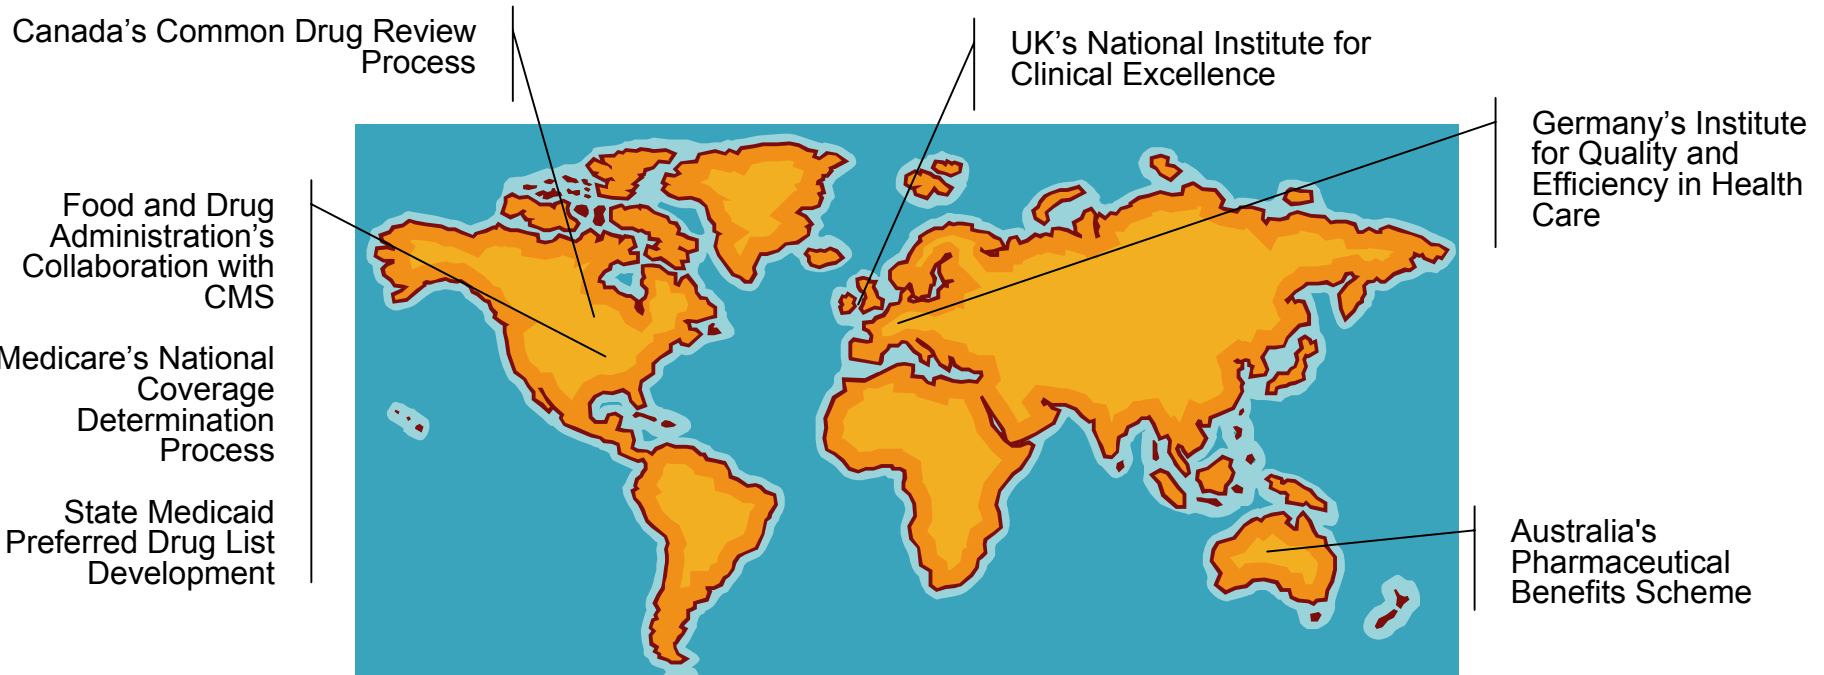 Canada’s Common Drug Review
Process
UK’s National Institute for
Clinical Excellence
Germany’s Institute
for Quality and
Efficiency in Health
Care
Food and Drug
Administration’s
Collaboration with
CMS
Medicare’s National
Coverage
Determination
Process
State Medicaid
Preferred Drug List
Development
Australia's
Pharmaceutical
Benefits Scheme